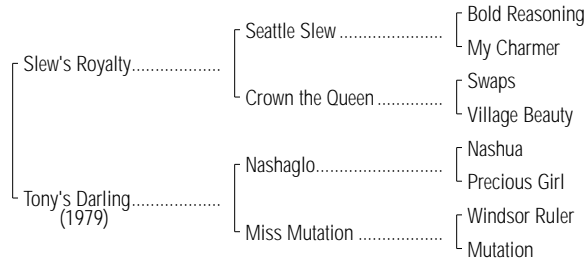 Bold Reasoning
Seattle Slew ......................
My Charmer
Slew's Royalty...................
Swaps
Crown the Queen ..............
Village Beauty
Nashua
Nashaglo...........................
Precious Girl
Tony's Darling...................
(1979)
Windsor Ruler
Miss Mutation ..................
Mutation